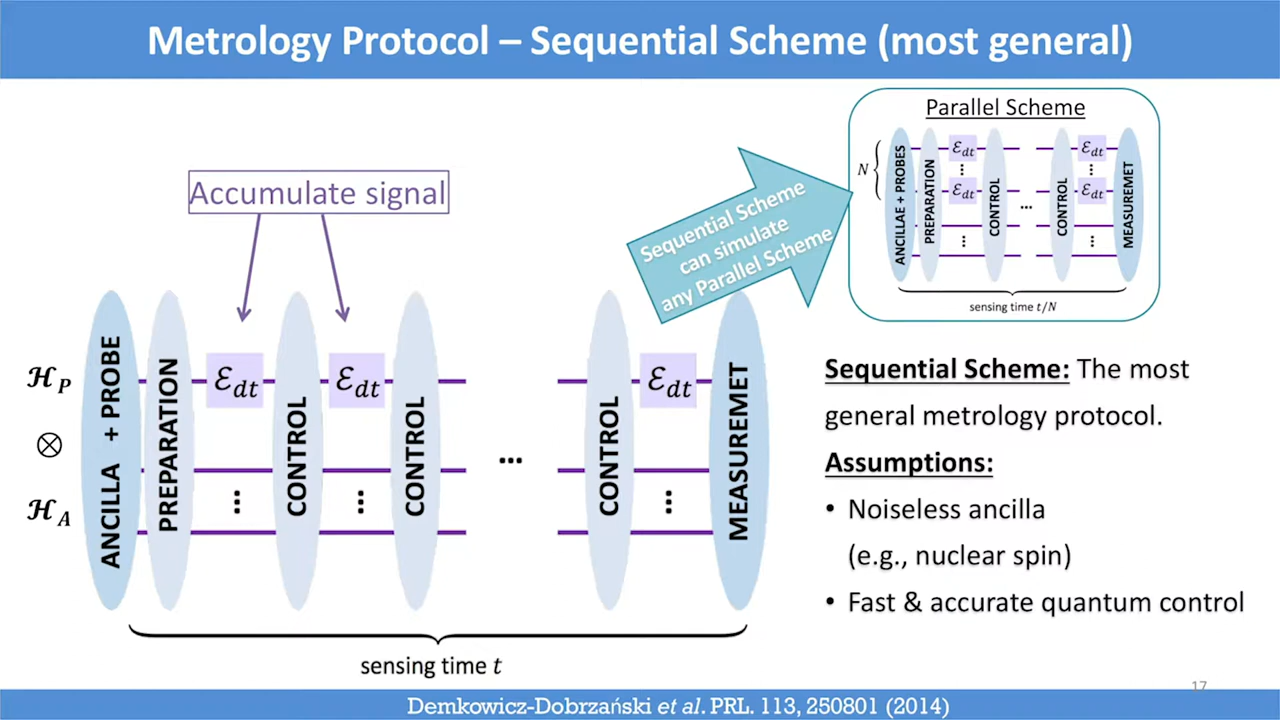 Metrology Protocol – Sequential Scheme (most general)
Accumulate signal
Sequential Scheme
can simulate
any Parallel Scheme
Parallel Scheme
N
ANCILLAE + PROBES
PREPARATION
ℰdt
ℰdt
⋮
CONTROL
⋮
...
CONTROL
ℰdt
ℰdt
⋮
⋮
MEASUREMET
sensing time t/N
ℋP
⊗
ℋA
ANCILLA + PROBE
PREPARATION
ℰdt
⋮
CONTROL
ℰdt
⋮
CONTROL
...
CONTROL
ℰdt
⋮
MEASUREMET
sensing time t
Sequential Scheme: The most
general metrology protocol.
Assumptions:
• Noiseless ancilla
(e.g., nuclear spin)
• Fast & accurate quantum control
17
Demkowicz-Dobrzański et al. PRL. 113, 250801 (2014)